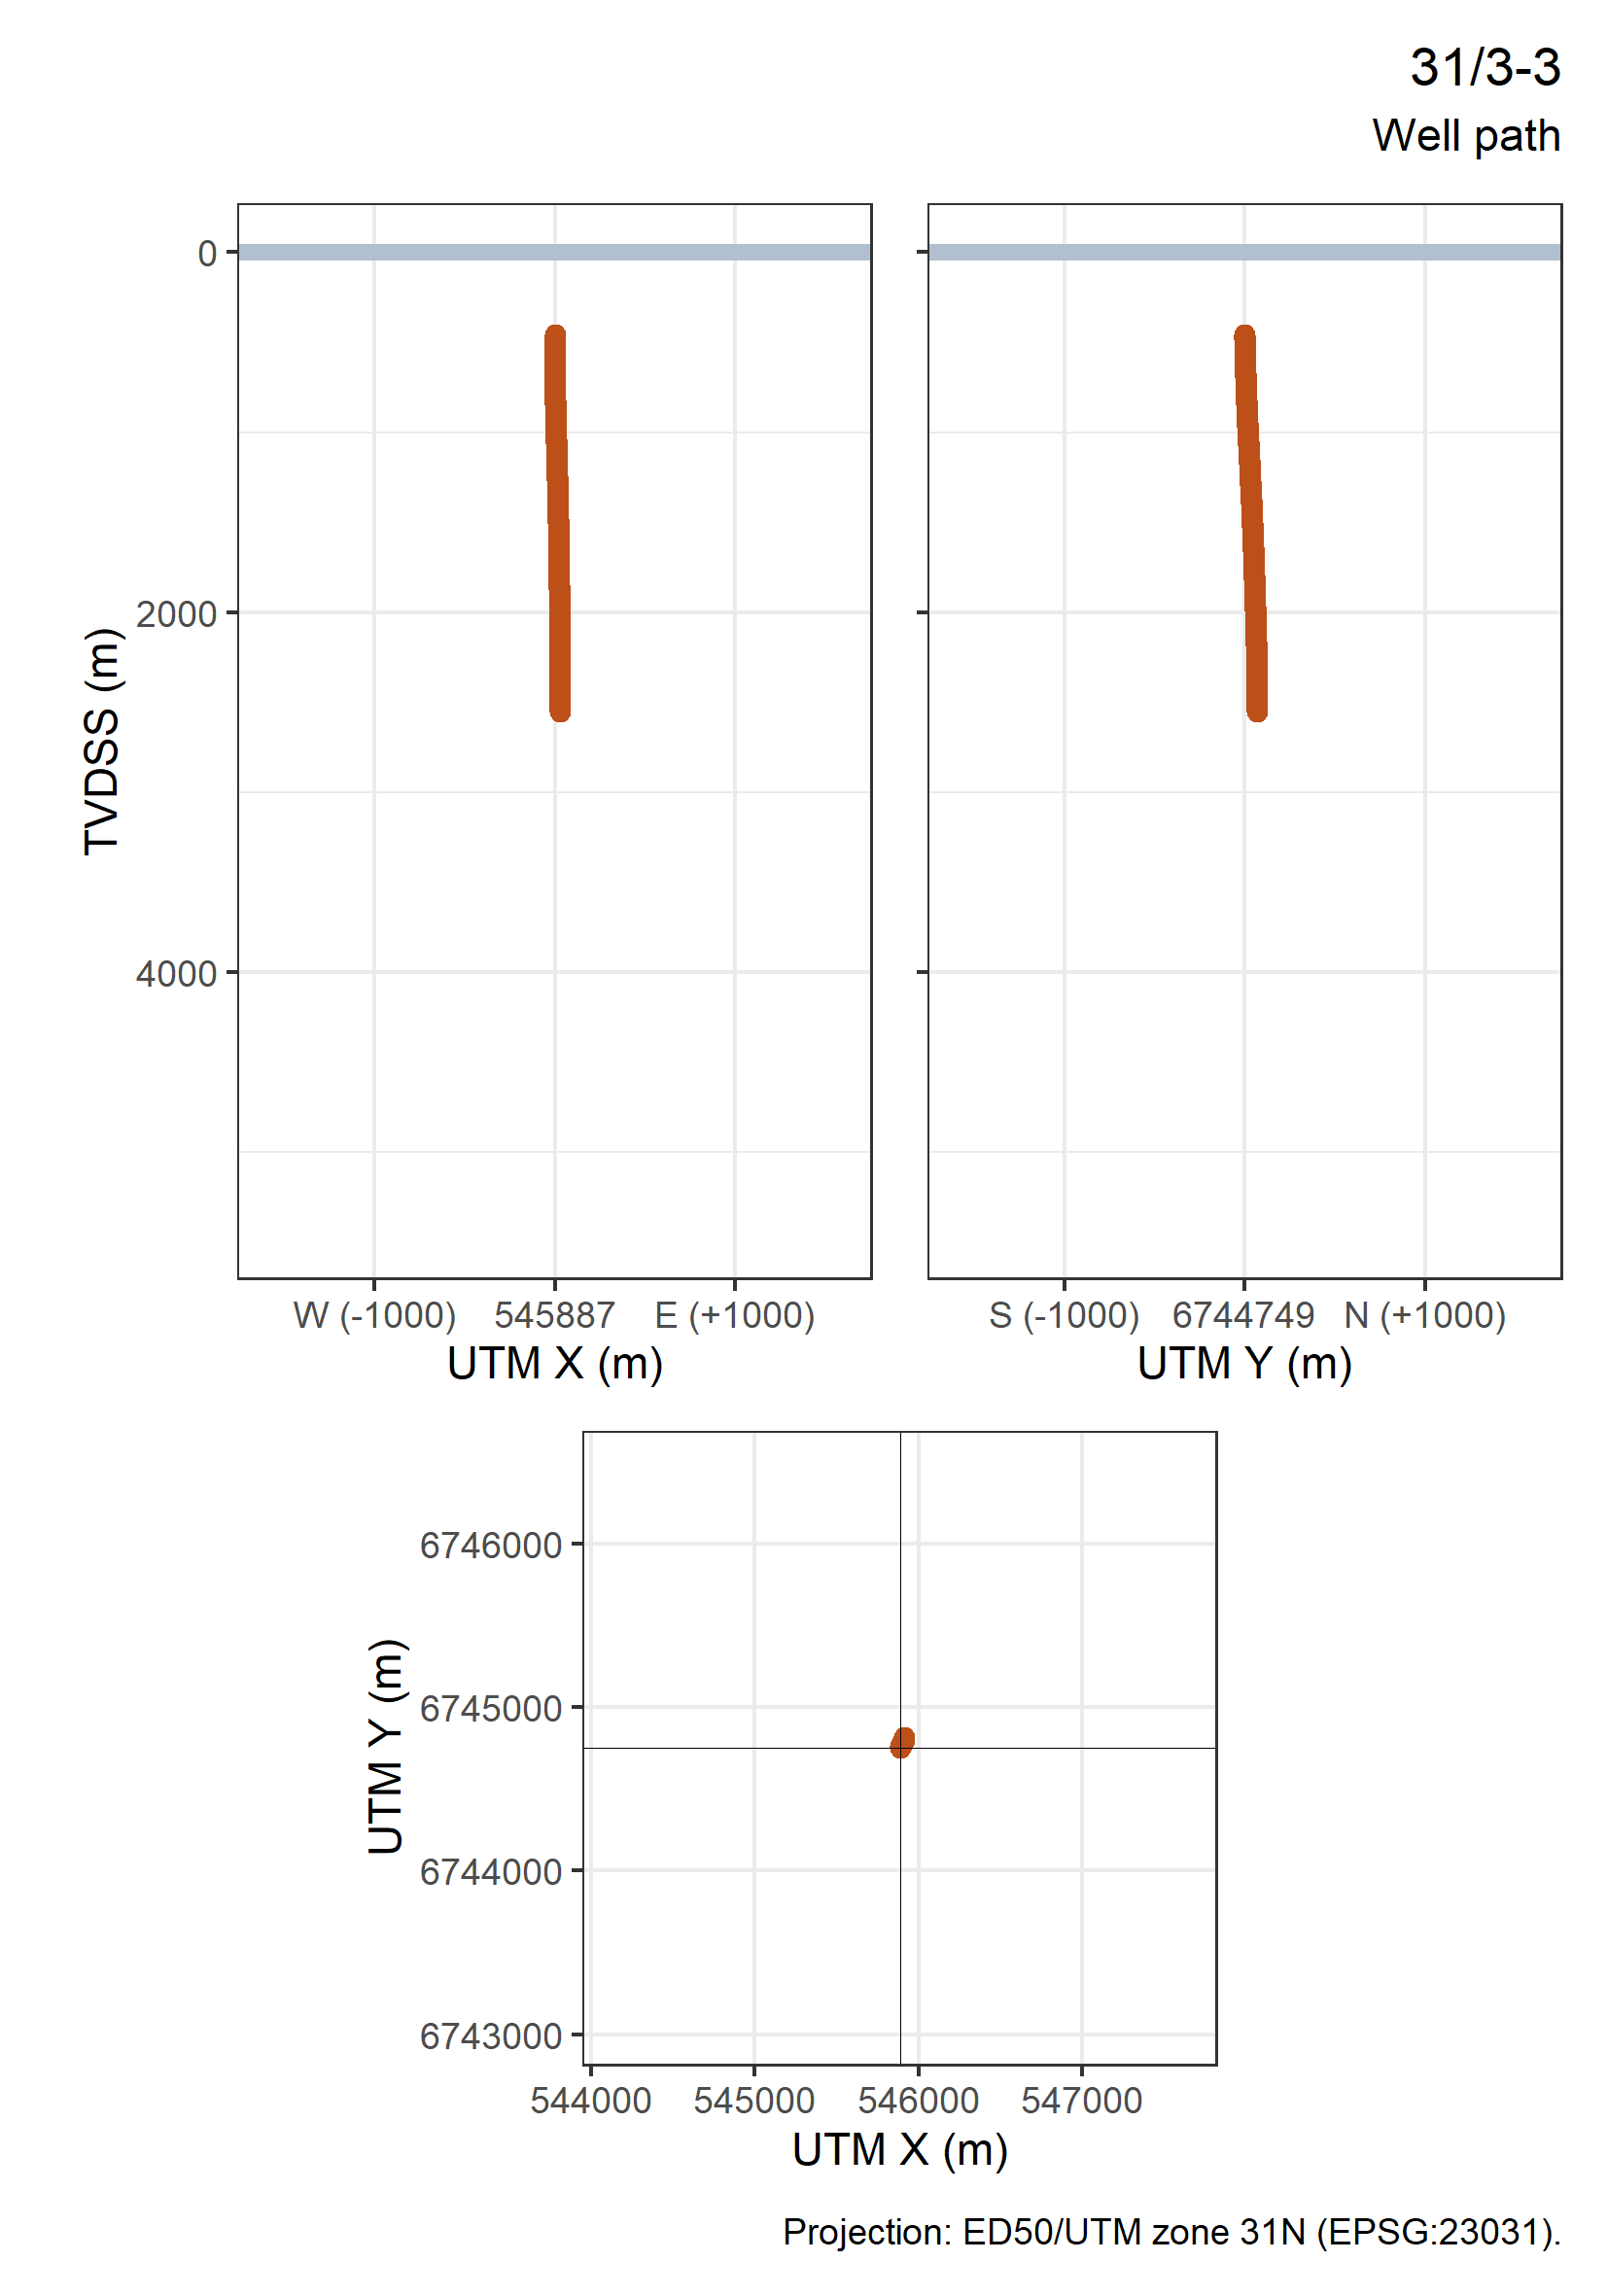 31/3-3
Well path
0
2000
4000
TVDSS (m)
W (-1000) 545887 E (+1000)
UTM X (m)
S (-1000) 6744749 N (+1000)
UTM Y (m)
6746000
6745000
6744000
6743000
UTM Y (m)
544000 545000 546000 547000
UTM X (m)
Projection: ED50/UTM zone 31N (EPSG:23031).